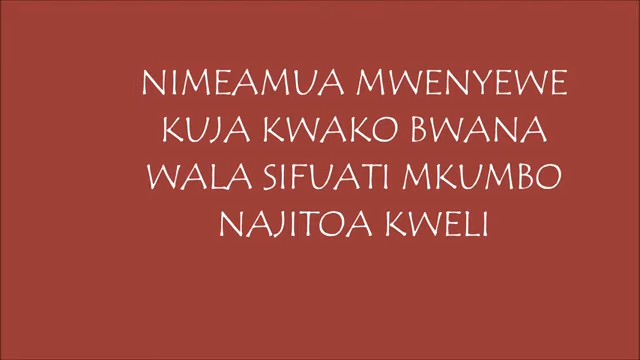 NIMEAMUA MWENYEWE
KUJA KWAKO BWANA
WALA SIFUATI MKUMBO
NAJITOA KWELI